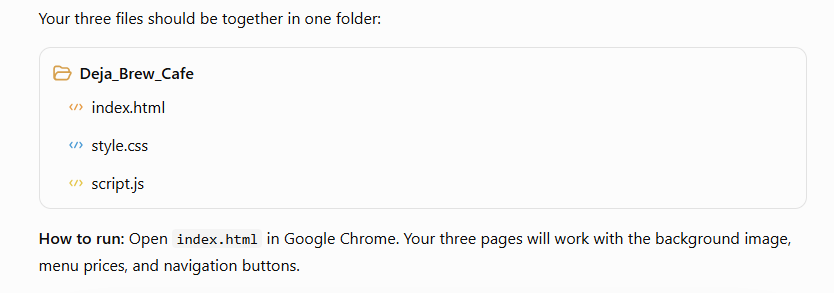 Your three files should be together in one folder:
Deja_Brew_Cafe
index.html
style.css
script.js
How to run: Open index.html in Google Chrome. Your three pages will work with the background image,
menu prices, and navigation buttons.